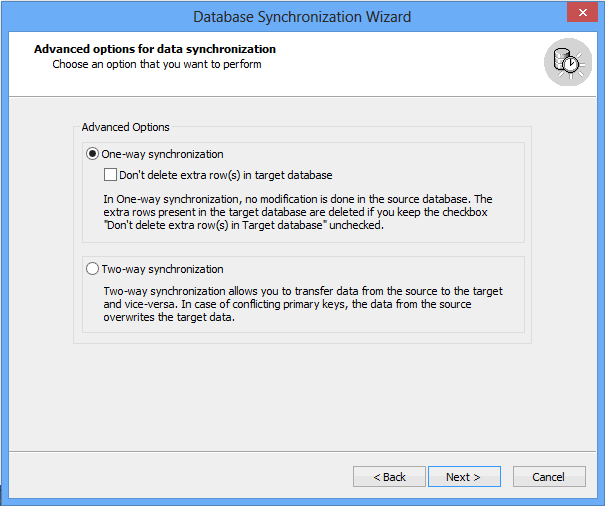 Database Synchronization Wizard
Advanced options for data synchronization
Choose an option that you want to perform
Advanced Options
One-way synchronization
Don't delete extra row(s) in target database
In One-way synchronization, no modification is done in the source database. The
extra rows present in the target database are deleted if you keep the checkbox
"Don't delete extra row(s) in Target database" unchecked.
Two-way synchronization
Two-way synchronization allows you to transfer data from the source to the target
and vice-versa. In case of conflicting primary keys, the data from the source
overwrites the target data.
< Back
Next >
Cancel